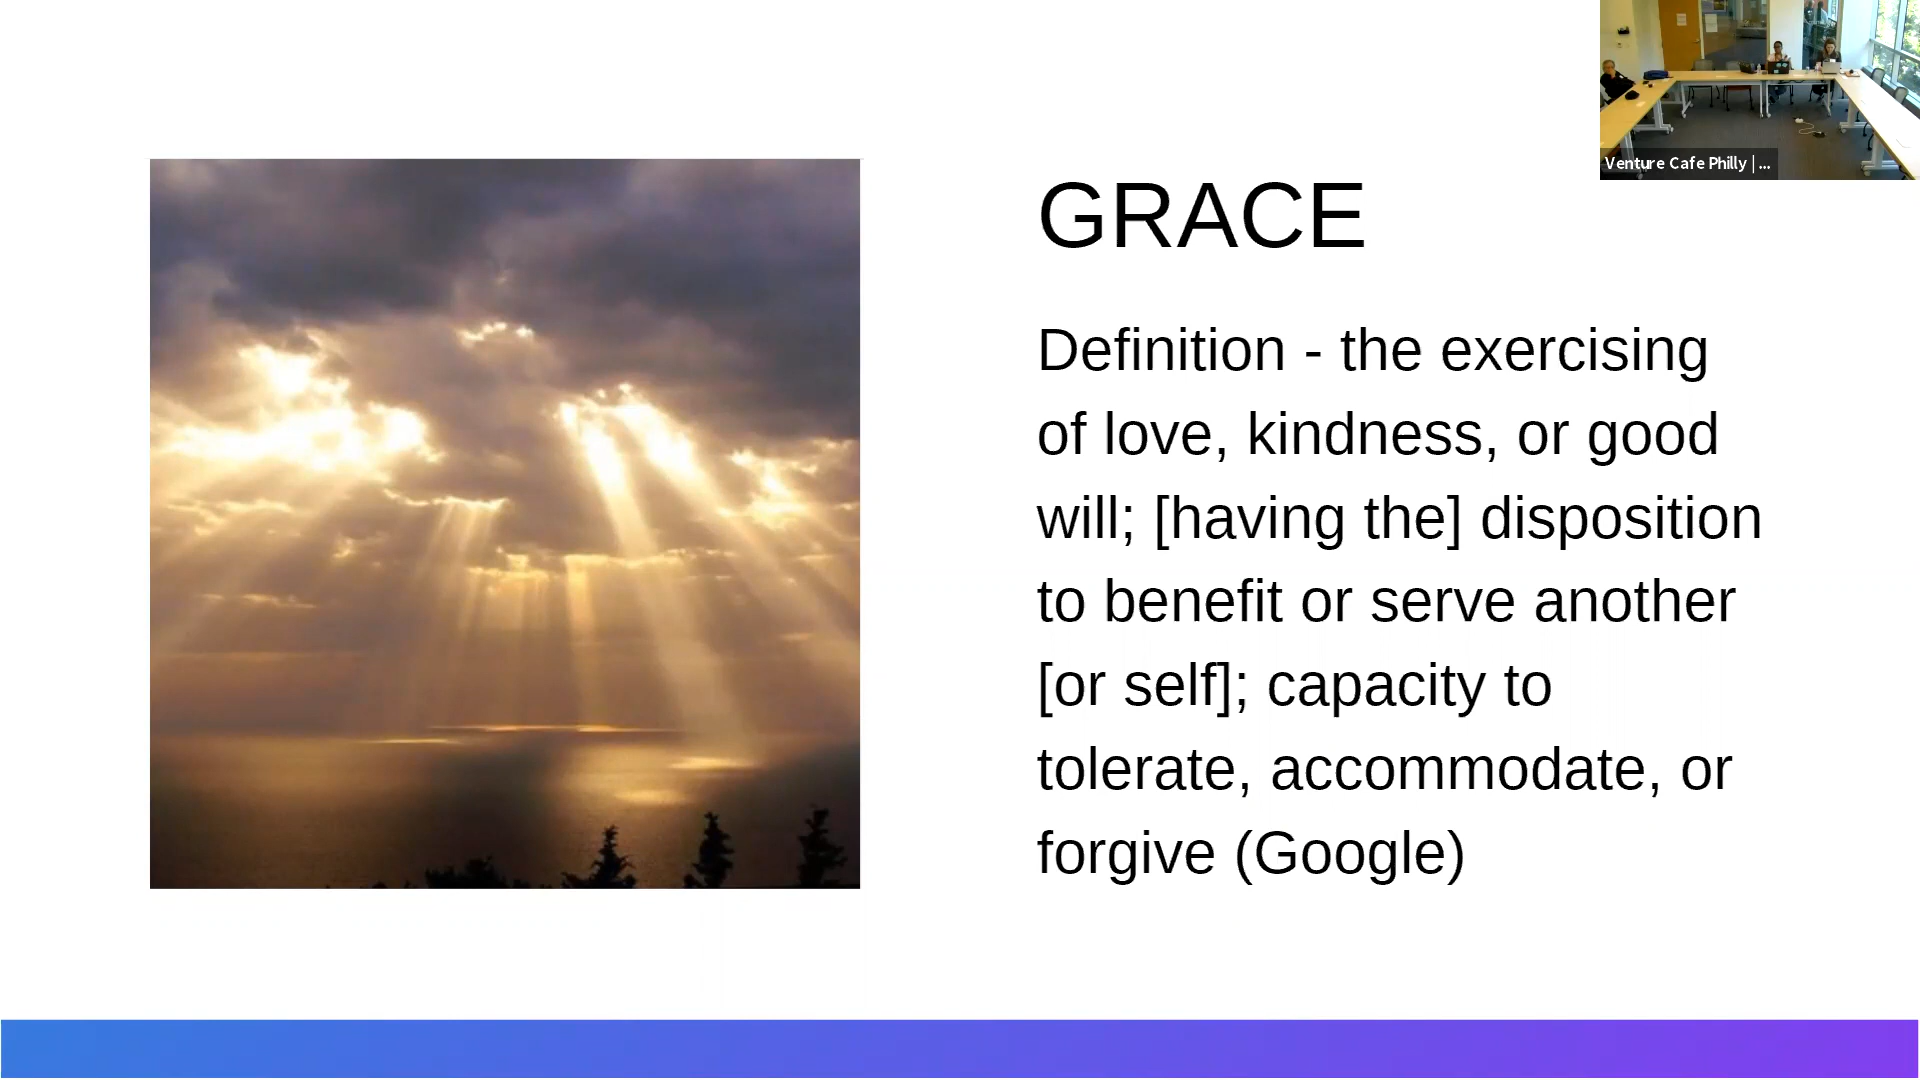 GRACE
Definition - the exercising
of love, kindness, or good
will; [having the] disposition
to benefit or serve another
[or self]; capacity to
tolerate, accommodate, or
forgive (Google)
Venture Cafe Philly | ...